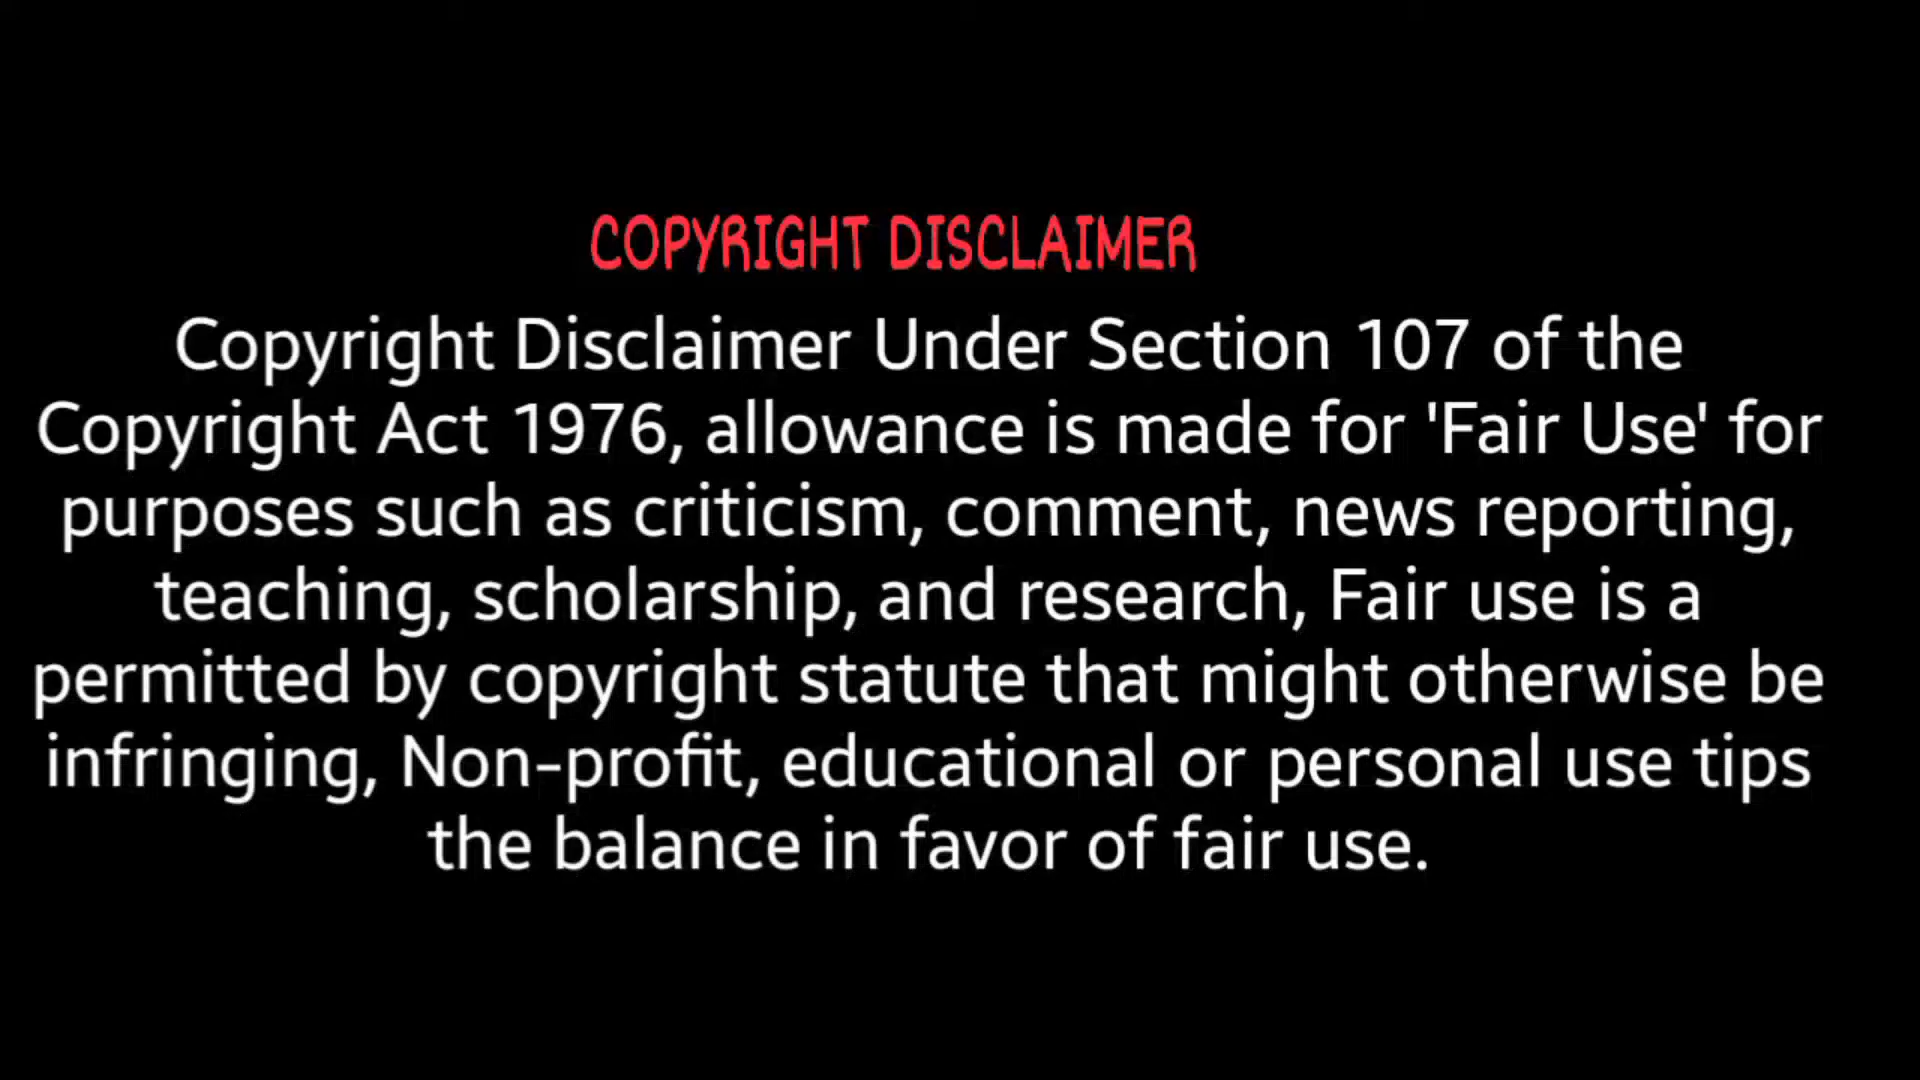 COPYRIGHT DISCLAIMER
Copyright Disclaimer Under Section 107 of the
Copyright Act 1976, allowance is made for 'Fair Use' for
purposes such as criticism, comment, news reporting,
teaching, scholarship, and research, Fair use is a
permitted by copyright statute that might otherwise be
infringing, Non-profit, educational or personal use tips
the balance in favor of fair use.